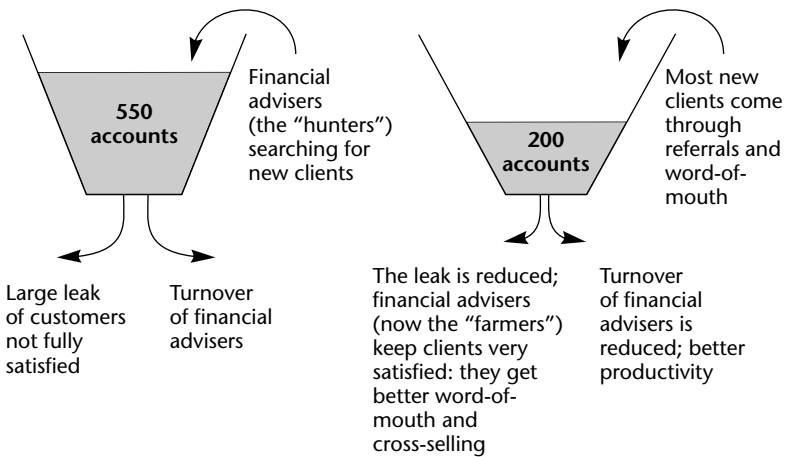 550
accounts
Financial
advisers
(the “hunters”)
searching for
new clients
Large leak
of customers
not fully
satisfied
Turnover
of financial
advisers
200
accounts
Most new
clients come
through
referrals and
word-of-
mouth
The leak is reduced;
financial advisers
(now the “farmers”)
keep clients very
satisfied: they get
better word-of-
mouth and
cross-selling
Turnover
of financial
advisers is
reduced; better
productivity